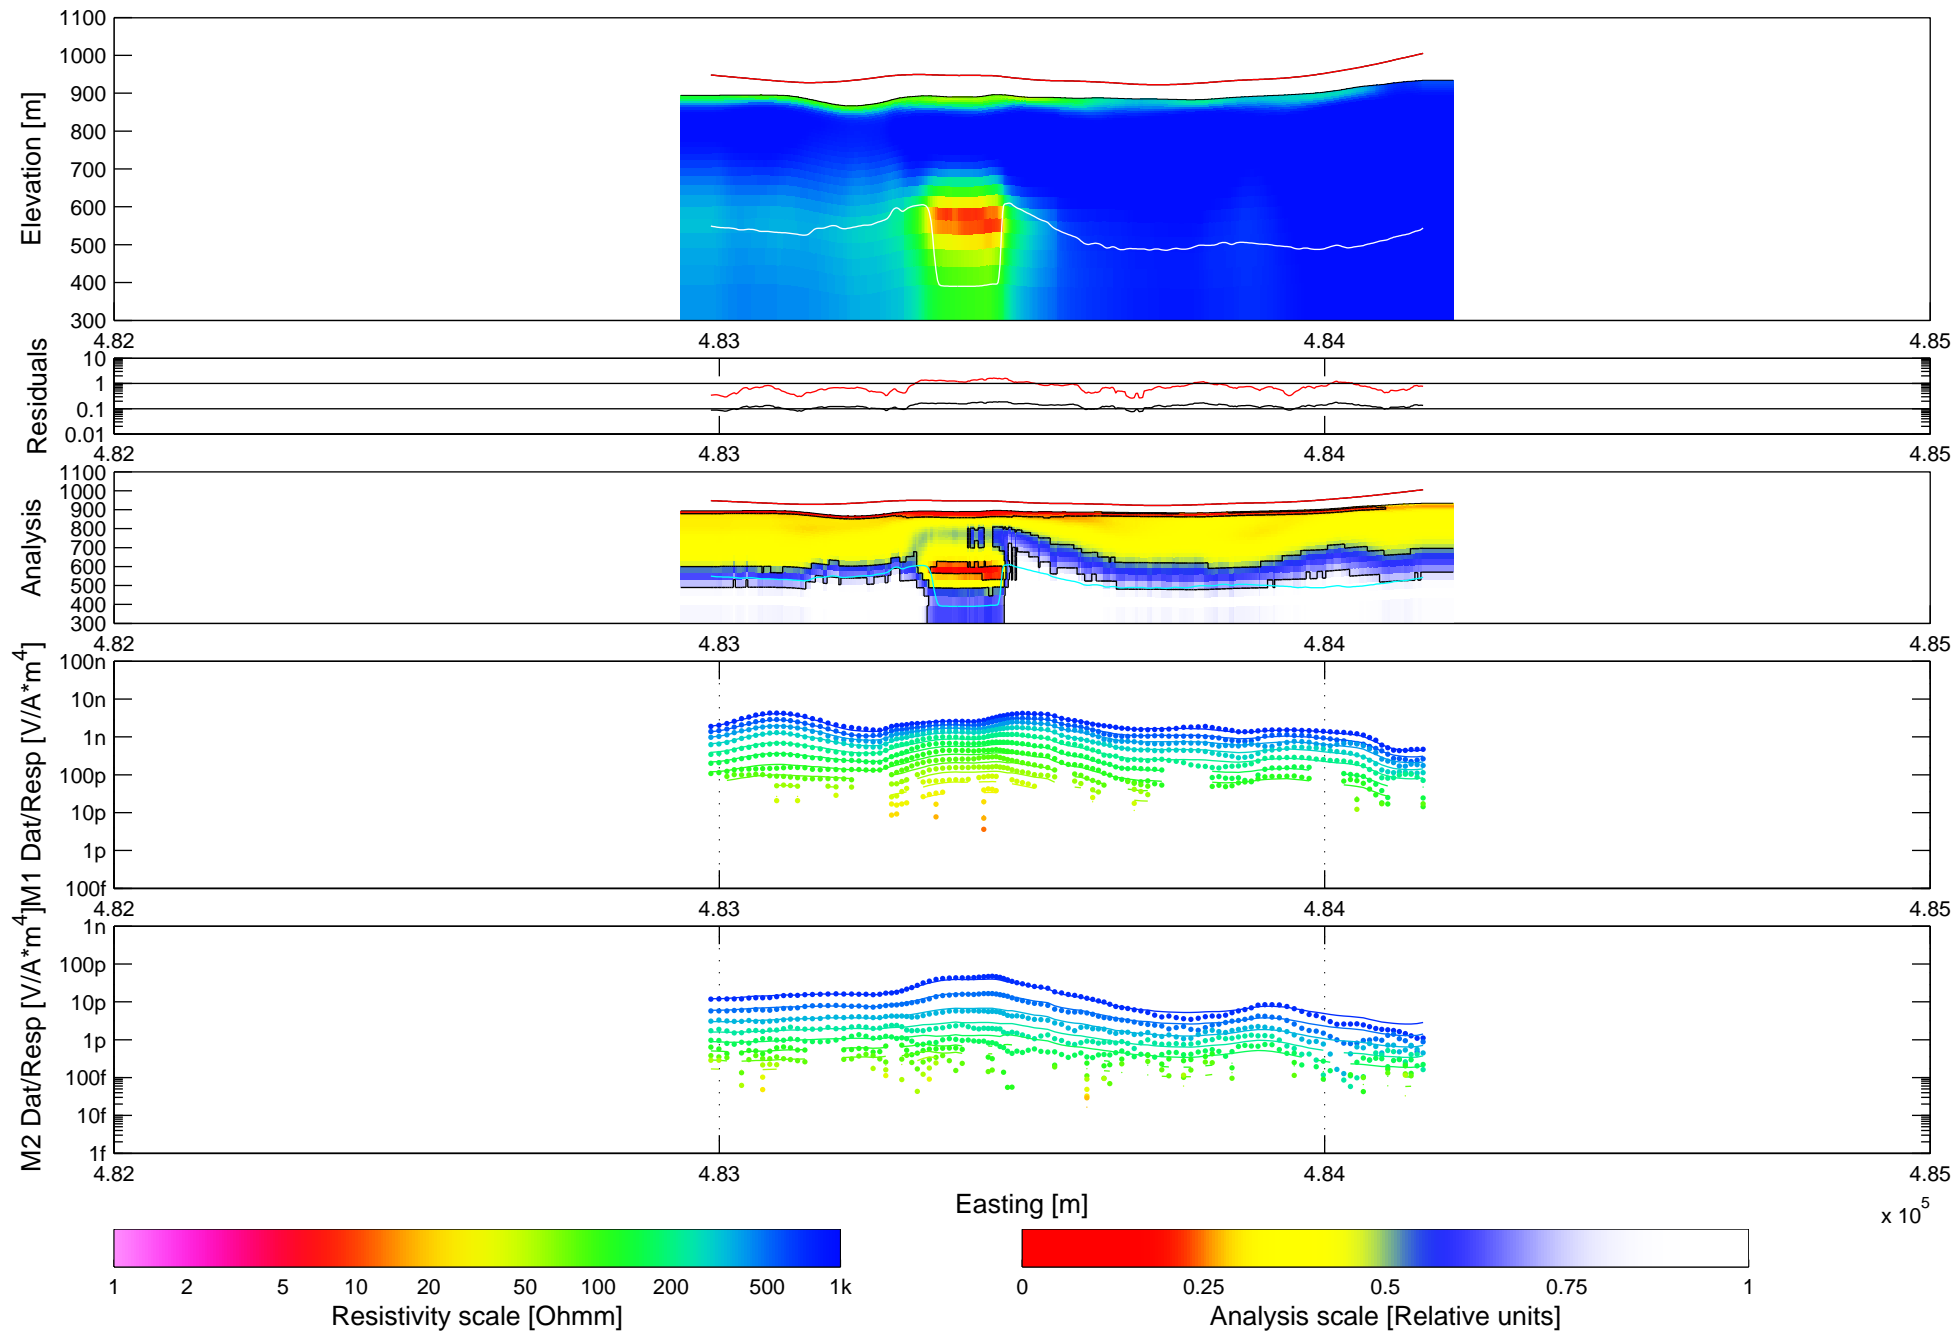 1100
1000
900
800
700
600
500
400
300
Elevation [m]
4.82 4.83 4.84 4.85
10
1
0.1
0.01
Residuals
4.82 4.83 4.84 4.85
1100
1000
900
800
700
600
500
400
300
Analysis
4.82 4.83 4.84 4.85
100n
10n
1n
100p
10p
1p
100f
M1 Dat/Resp [V/A*m^4]
4.82 4.83 4.84 4.85
1n
100p
10p
1p
100f
10f
1f
M2 Dat/Resp [V/A*m^4]
4.82 4.83 4.84 4.85
Easting [m]
x 10^5
1 2 5 10 20 50 100 200 500 1k
Resistivity scale [Ohmm]
0 0.25 0.5 0.75 1
Analysis scale [Relative units]